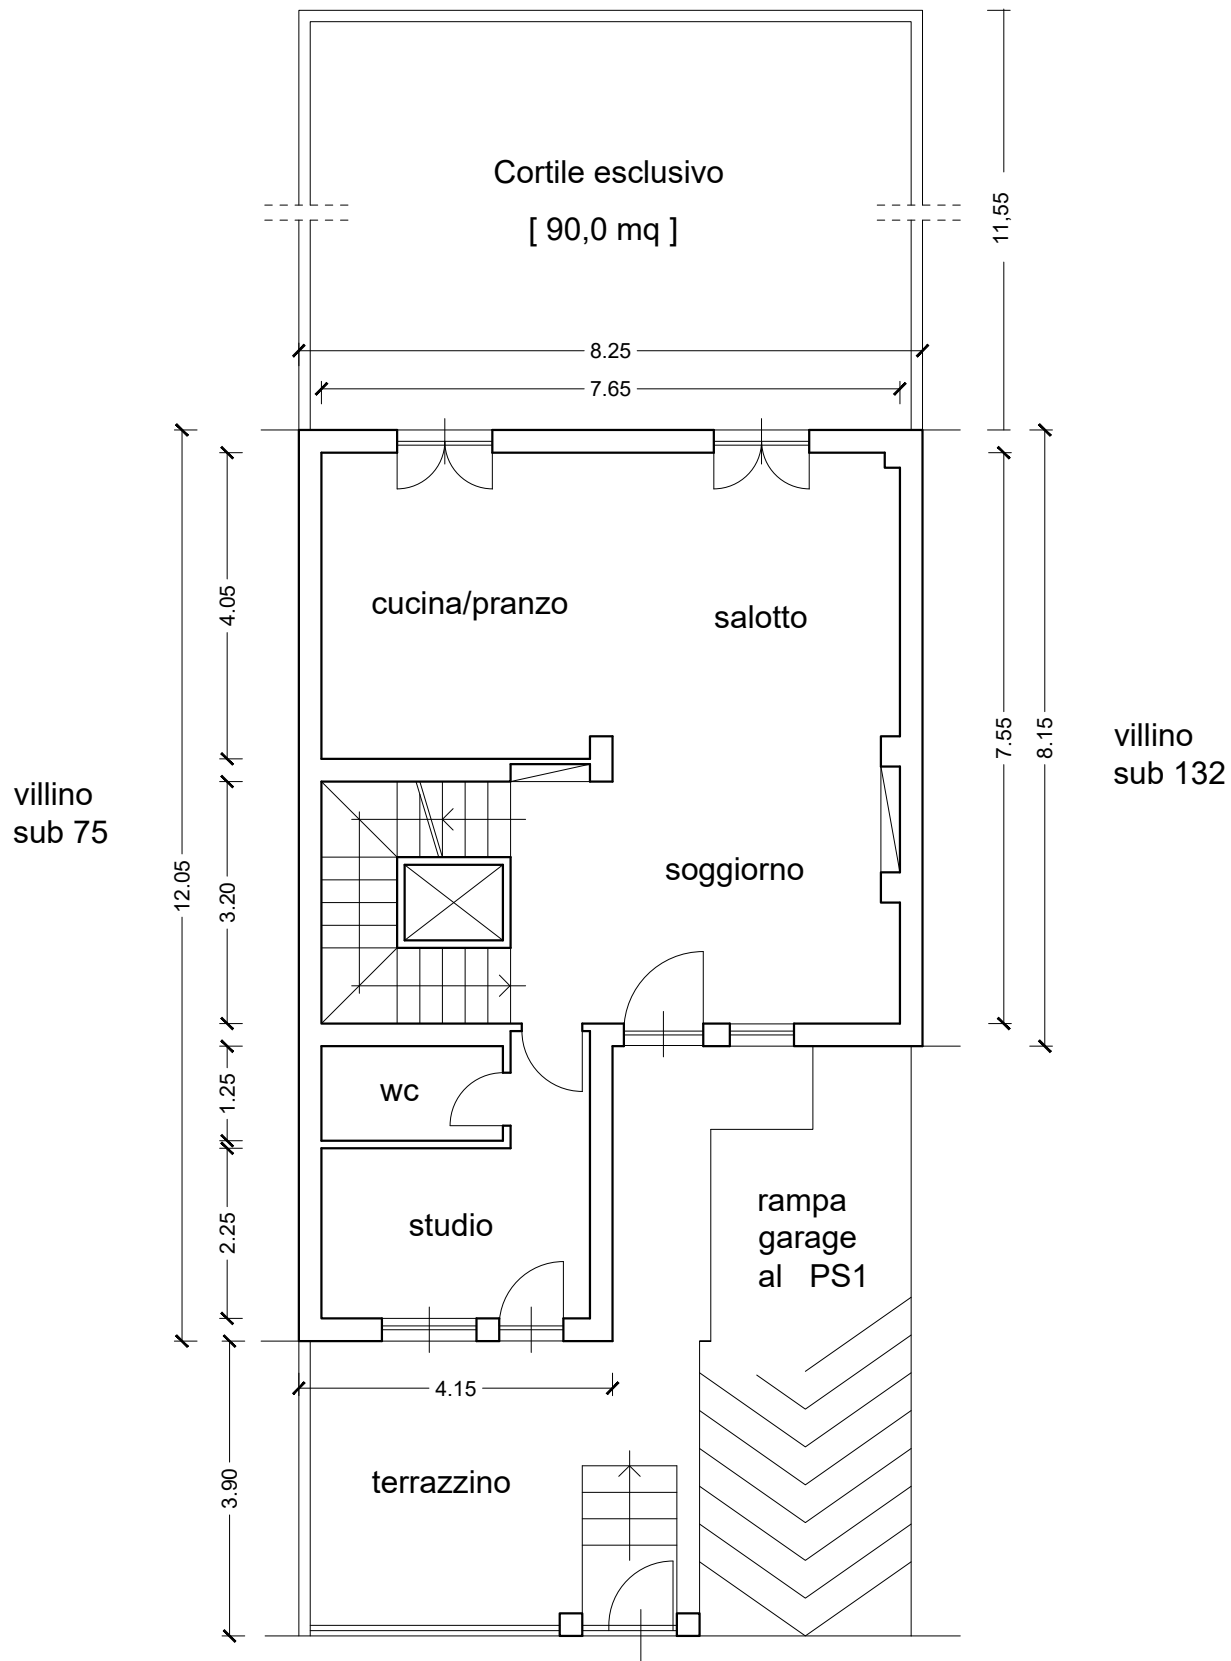 Cortile esclusivo
[ 90,0 mq ]
11,55
8.25
7.65
4.05
cucina/pranzo
salotto
7.55
8.15
villino
sub 132
villino
sub 75
12.05
3.20
soggiorno
1.25
wc
2.25
studio
rampa
garage
al PS1
4.15
3.90
terrazzino